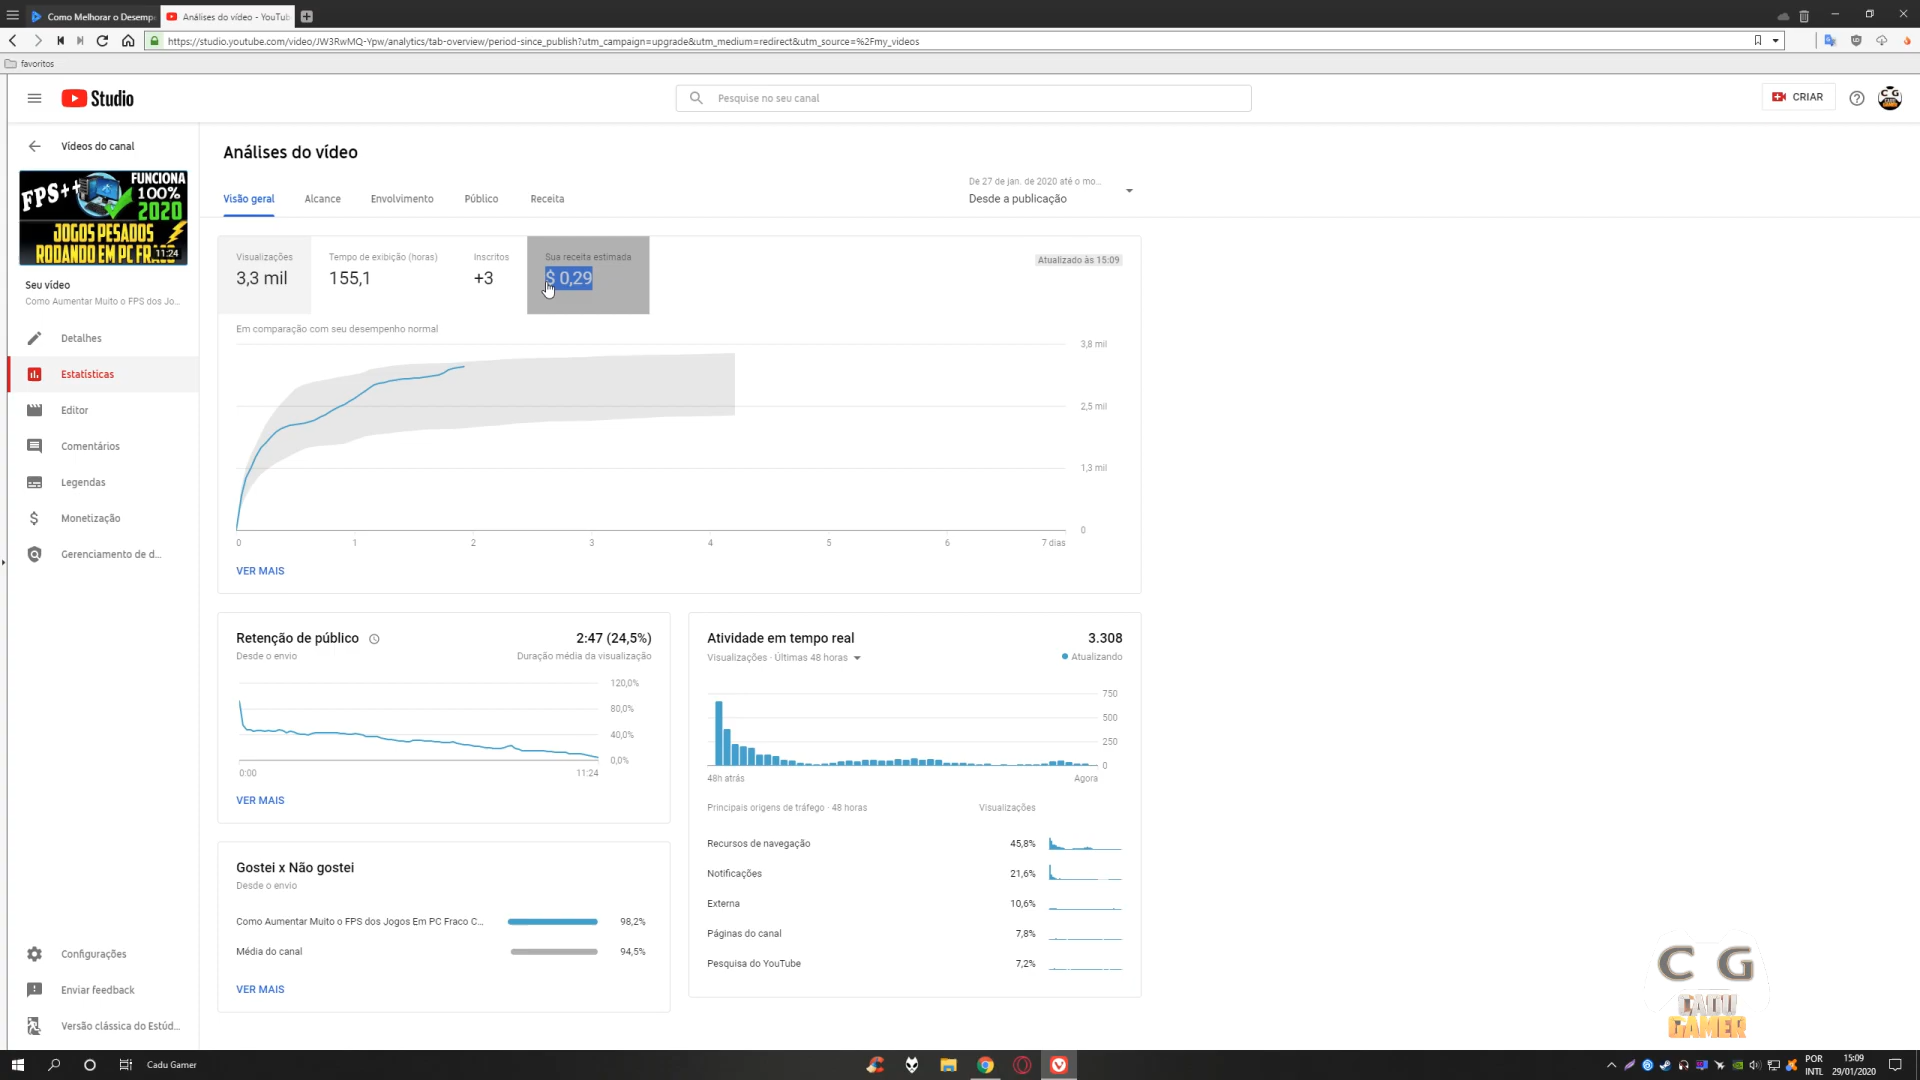 Como Melhorar o Desemp
Análises do vídeo - YouTub
https://studio.youtube.com/video/JW3RwMQ-Ypw/analytics/tab-overview/period-since_publish?utm_campaign=upgrade&utm_medium=redirect&utm_source=%2Fmy_videos
favoritos
Studio
Pesquise no seu canal
CRIAR
Vídeos do canal
FPS++
FUNCIONA
100%
2020
JOGOS PESADOS
RODANDO EM PC FRACO
11:24
Seu vídeo
Como Aumentar Muito o FPS dos Jo...
Detalhes
Estatísticas
Editor
Comentários
Legendas
Monetização
Gerenciamento de d...
Configurações
Enviar feedback
Versão clássica do Estúd...
Análises do vídeo
Visão geral
Alcance
Envolvimento
Público
Receita
De 27 de jan. de 2020 até o mo...
Desde a publicação
Visualizações
3,3 mil
Tempo de exibição (horas)
155,1
Inscritos
+3
Sua receita estimada
$ 0,29
Atualizado às 15:09
Em comparação com seu desempenho normal
3,8 mil
2,5 mil
1,3 mil
0
0 1 2 3 4 5 6 7 dias
VER MAIS
Retenção de público
2:47 (24,5%)
Desde o envio
Duração média da visualização
120,0%
80,0%
40,0%
0,0%
0:00
11:24
VER MAIS
Gostei x Não gostei
Desde o envio
Como Aumentar Muito o FPS dos Jogos Em PC Fraco C...
98,2%
Média do canal
94,5%
VER MAIS
Atividade em tempo real
3.308
Visualizações · Últimas 48 horas
Atualizando
750
500
250
0
48h atrás
Agora
Principais origens de tráfego · 48 horas
Visualizações
Recursos de navegação
45,8%
Notificações
21,6%
Externa
10,6%
Páginas do canal
7,8%
Pesquisa do YouTube
7,2%
C G
CADU
GAMER
Cadu Gamer
POR
INTL
15:09
29/01/2020